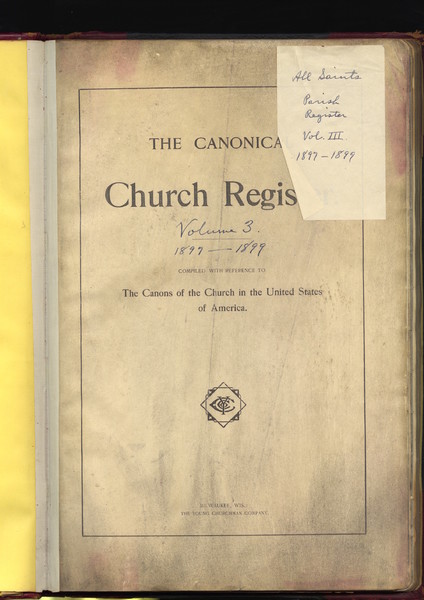 All Saints
Parish
Register
Vol. III
1897-1899
THE CANONICA
Church Regis
Volume 3.
1897 — 1899
COMPILED WITH REFERENCE TO
The Canons of the Church in the United States
of America.
MILWAUKEE, WIS.:
THE YOUNG CHURCHMAN COMPANY.